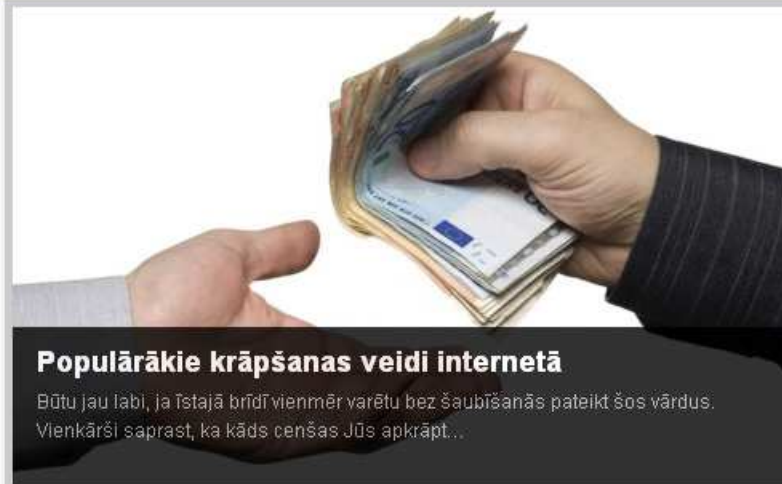 Populārākie krāpšanas veidi internetā
Būtu jau labi, ja īstajā brīdī vienmēr varētu bez šaubīšanās pateikt šos vārdus.
Vienkārši saprast, ka kāds cenšas Jūs apkrāpt...